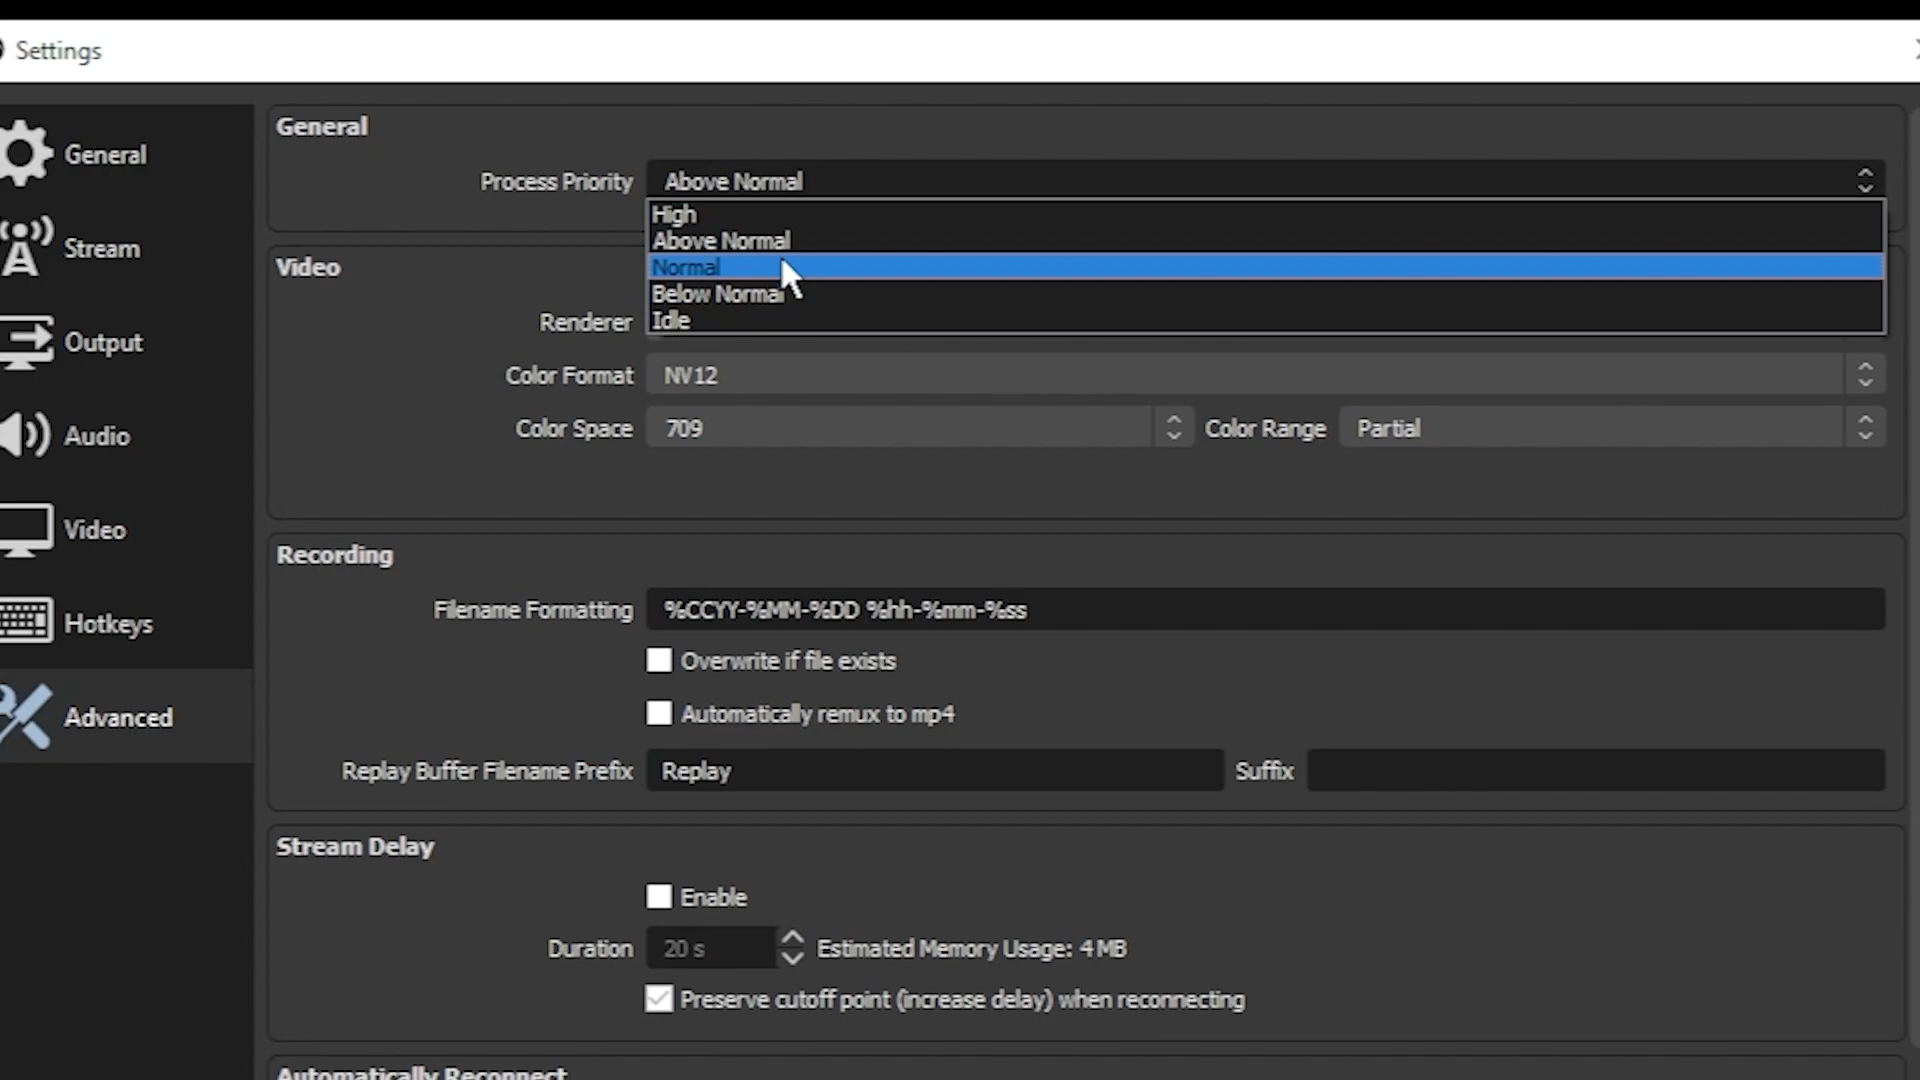 Settings
General
Stream
Output
Audio
Video
Hotkeys
Advanced
General
Process Priority Above Normal
High
Above Normal
Normal
Below Normal
Idle
Video
Renderer
Color Format NV12
Color Space 709 Color Range Partial
Recording
Filename Formatting %CCYY-%MM-%DD %hh-%mm-%ss
Overwrite if file exists
Automatically remux to mp4
Replay Buffer Filename Prefix Replay Suffix
Stream Delay
Enable
Duration 20 s Estimated Memory Usage: 4 MB
Preserve cutoff point (increase delay) when reconnecting
Automatically Reconnect